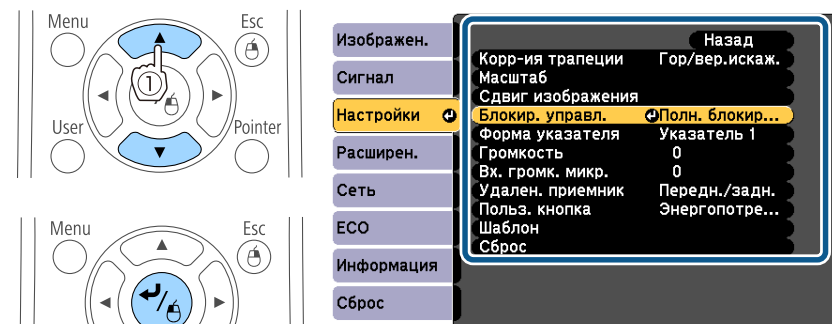 Menu
Esc
1
User
Pointer
Menu
Esc
Изображен.
Сигнал
Настройки
Расширен.
Сеть
ECO
Информация
Сброс
Назад
Корр-ия трапеции Гор/вер.искаж.
Масштаб
Сдвиг изображения
Блокир. управл. Полн. блокир...
Форма указателя Указатель 1
Громкость 0
Вх. громк. микр. 0
Удален. приемник Передн./задн.
Польз. кнопка Энергопотре...
Шаблон
Сброс